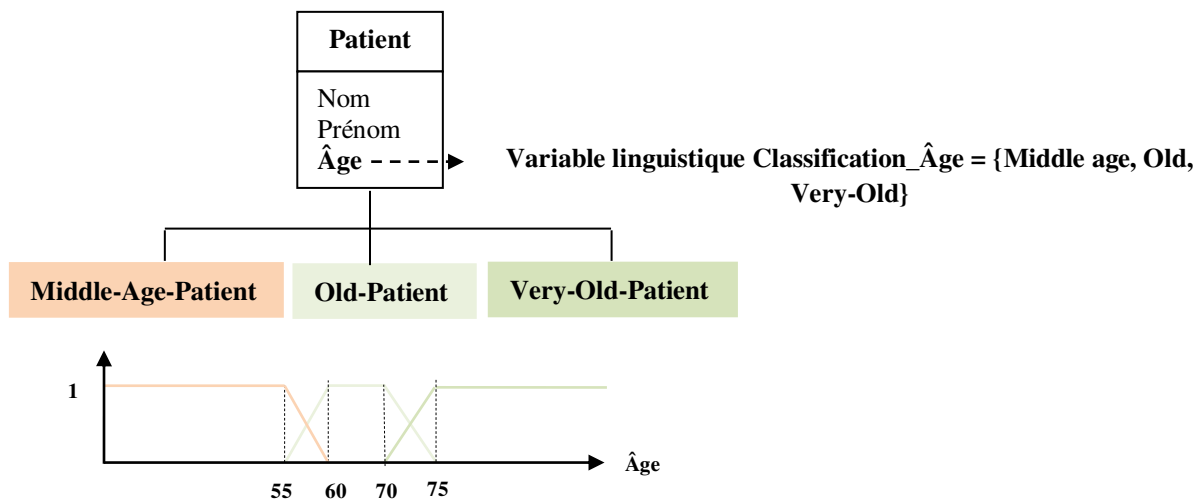 Patient
Nom
Prénom
Âge
Variable linguistique Classification_Âge = {Middle age, Old,
Very-Old}
Middle-Age-Patient
Old-Patient
Very-Old-Patient
1
Âge
55 60 70 75